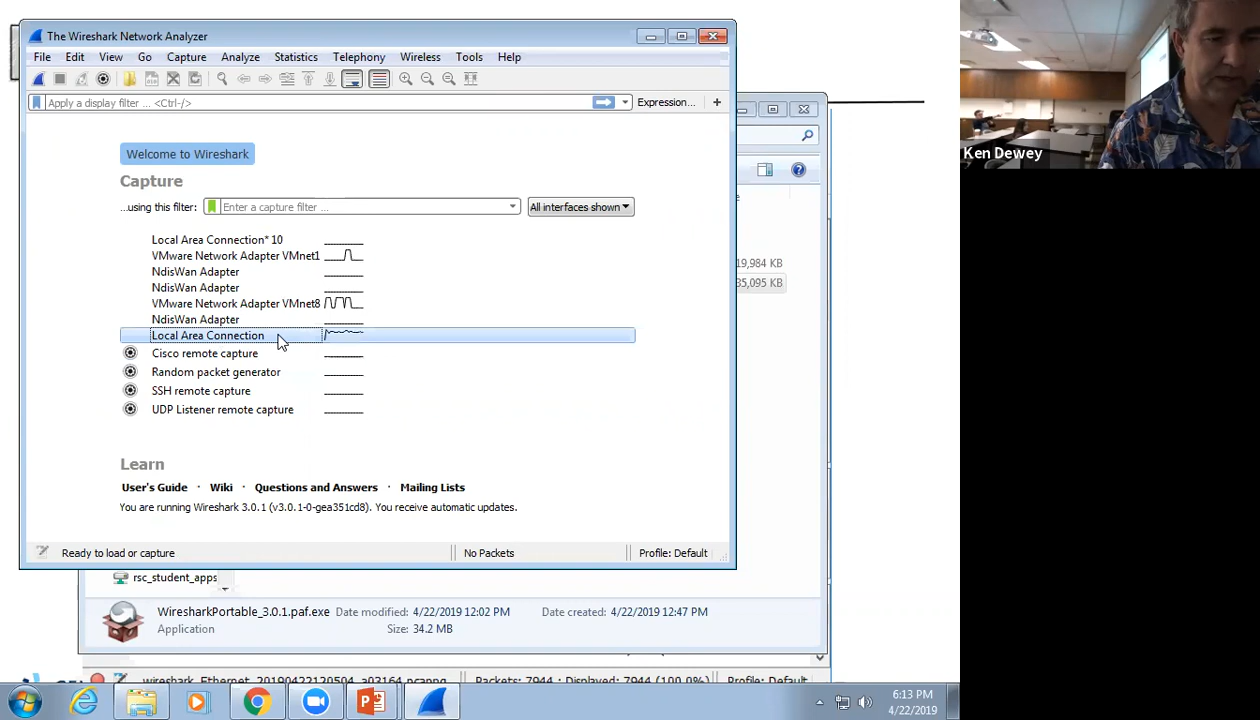 The Wireshark Network Analyzer
File Edit View Go Capture Analyze Statistics Telephony Wireless Tools Help
Apply a display filter ... <Ctrl-/>
Expression...
Welcome to Wireshark
Capture
...using this filter:
Enter a capture filter ...
All interfaces shown
Local Area Connection* 10
VMware Network Adapter VMnet1
NdisWan Adapter
NdisWan Adapter
VMware Network Adapter VMnet8
NdisWan Adapter
Local Area Connection
Cisco remote capture
Random packet generator
SSH remote capture
UDP Listener remote capture
Learn
User's Guide · Wiki · Questions and Answers · Mailing Lists
You are running Wireshark 3.0.1 (v3.0.1-0-gea351cd8). You receive automatic updates.
Ready to load or capture
No Packets
Profile: Default
19,984 KB
35,095 KB
rsc_student_apps
WiresharkPortable_3.0.1.paf.exe Date modified: 4/22/2019 12:02 PM Date created: 4/22/2019 12:47 PM
Application Size: 34.2 MB
wireshark_Ethernet_20190422120504_a03164.pcapng Packets: 7944 · Displayed: 7944 (100.0%) Profile: Default
6:13 PM
4/22/2019
Ken Dewey